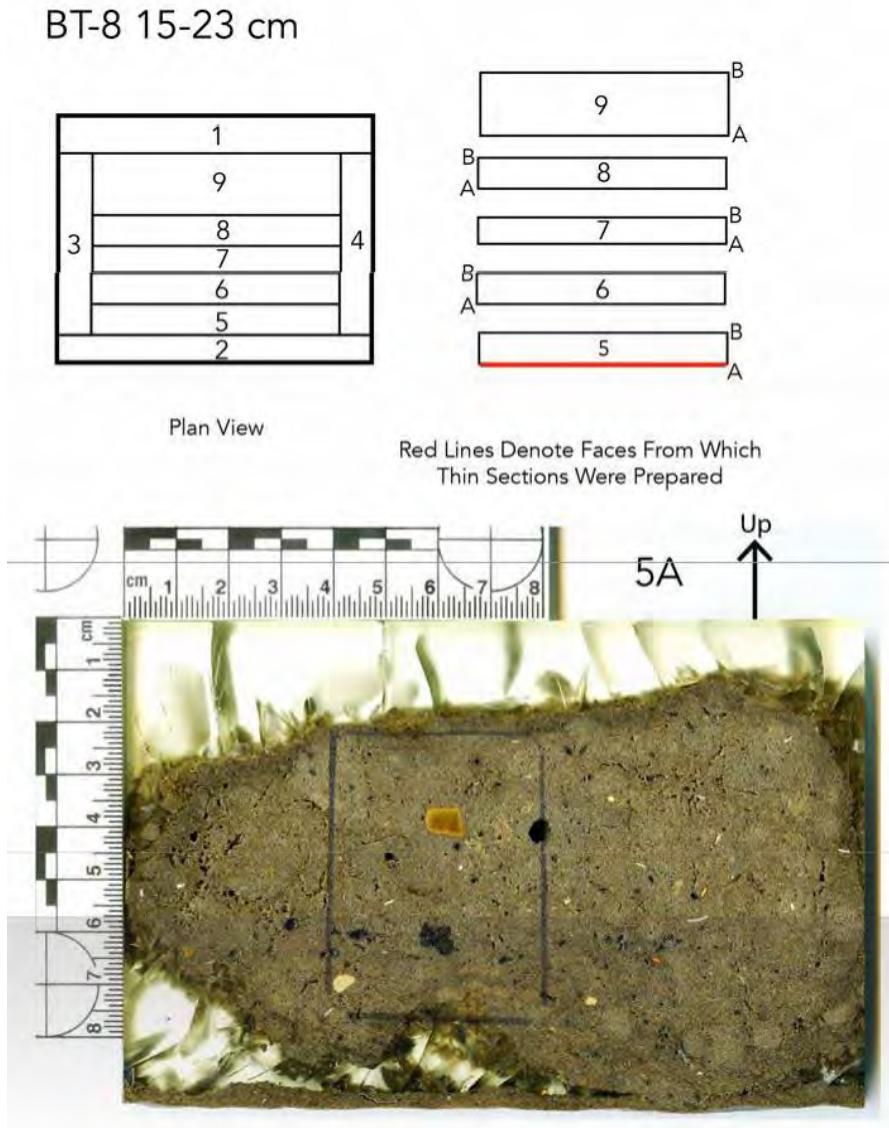 BT-8 15-23 cm
1
9
8
3
4
7
6
5
2
B
9
A
B
8
A
B
7
A
B
6
A
B
5
A
Plan View
Red Lines Denote Faces From Which
Thin Sections Were Prepared
Up
5A
cm 1 2 3 4 5 6 7 8
cm 1 2 3 4 5 6 7 8